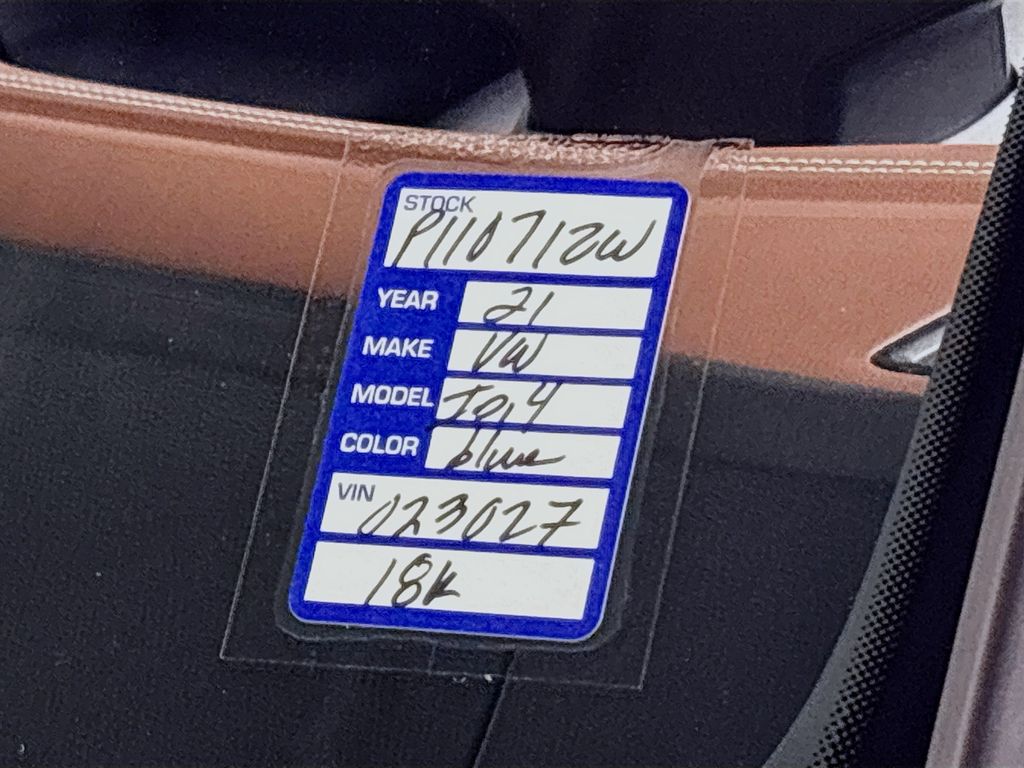 STOCK
P110712W
YEAR 21
MAKE VW
MODEL ID.4
COLOR blue
VIN 023027
18K